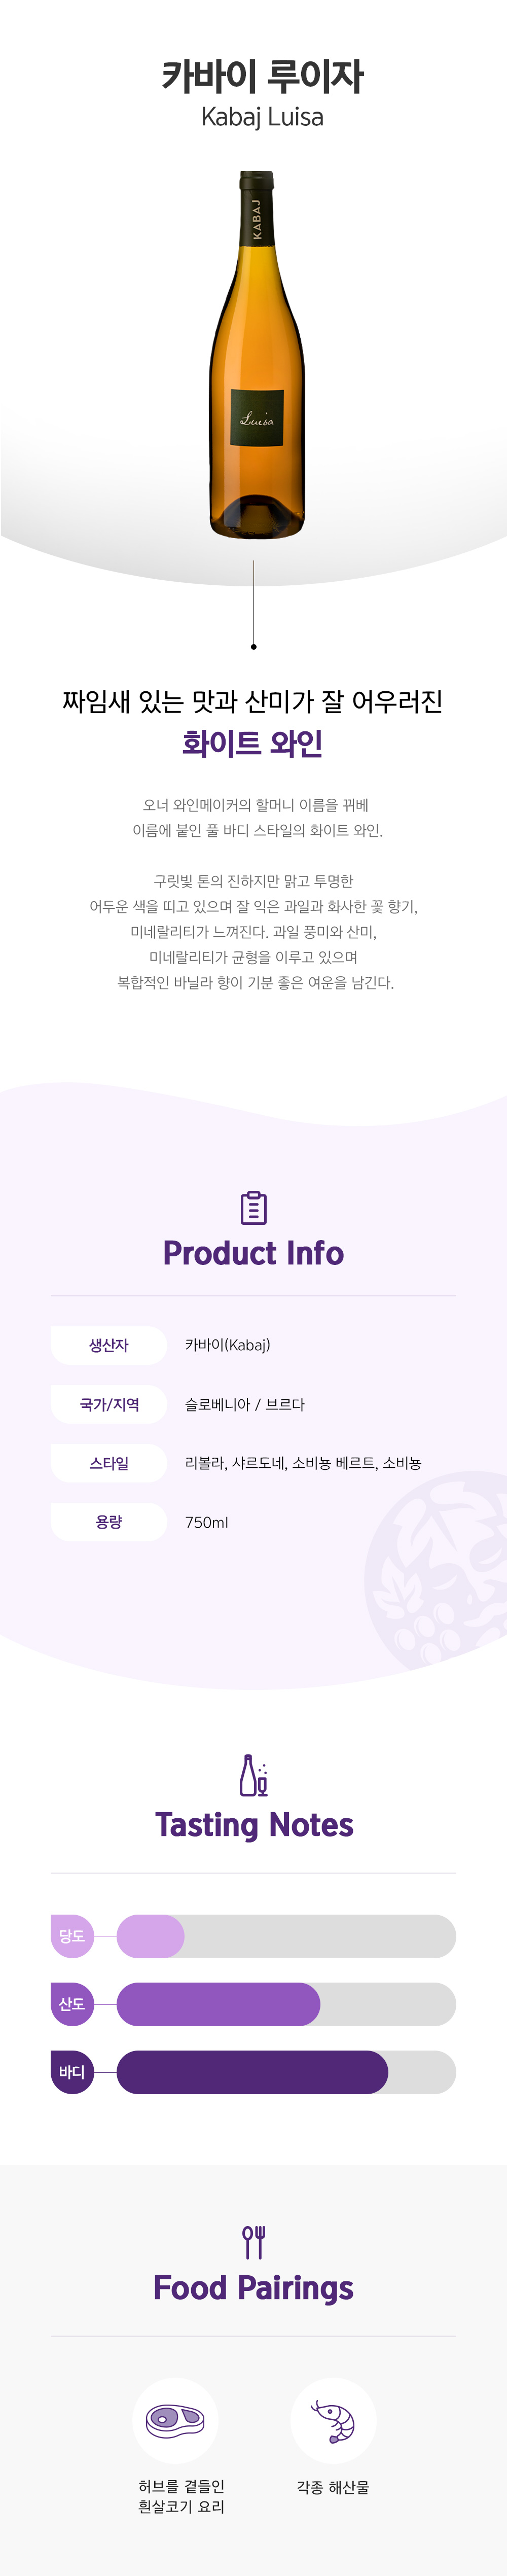 카바이 루이자
Kabaj Luisa
KABAJ
Luisa
짜임새 있는 맛과 산미가 잘 어우러진
화이트 와인
오너 와인메이커의 할머니 이름을 뀌베
이름에 붙인 풀 바디 스타일의 화이트 와인.
구릿빛 톤의 진하지만 맑고 투명한
어두운 색을 띠고 있으며 잘 익은 과일과 화사한 꽃 향기,
미네랄리티가 느껴진다. 과일 풍미와 산미,
미네랄리티가 균형을 이루고 있으며
복합적인 바닐라 향이 기분 좋은 여운을 남긴다.
Product Info
생산자 카바이(Kabaj)
국가/지역 슬로베니아 / 브르다
스타일 리볼라, 샤르도네, 소비뇽 베르트, 소비뇽
용량 750ml
Tasting Notes
당도
산도
바디
Food Pairings
허브를 곁들인
흰살코기 요리
각종 해산물